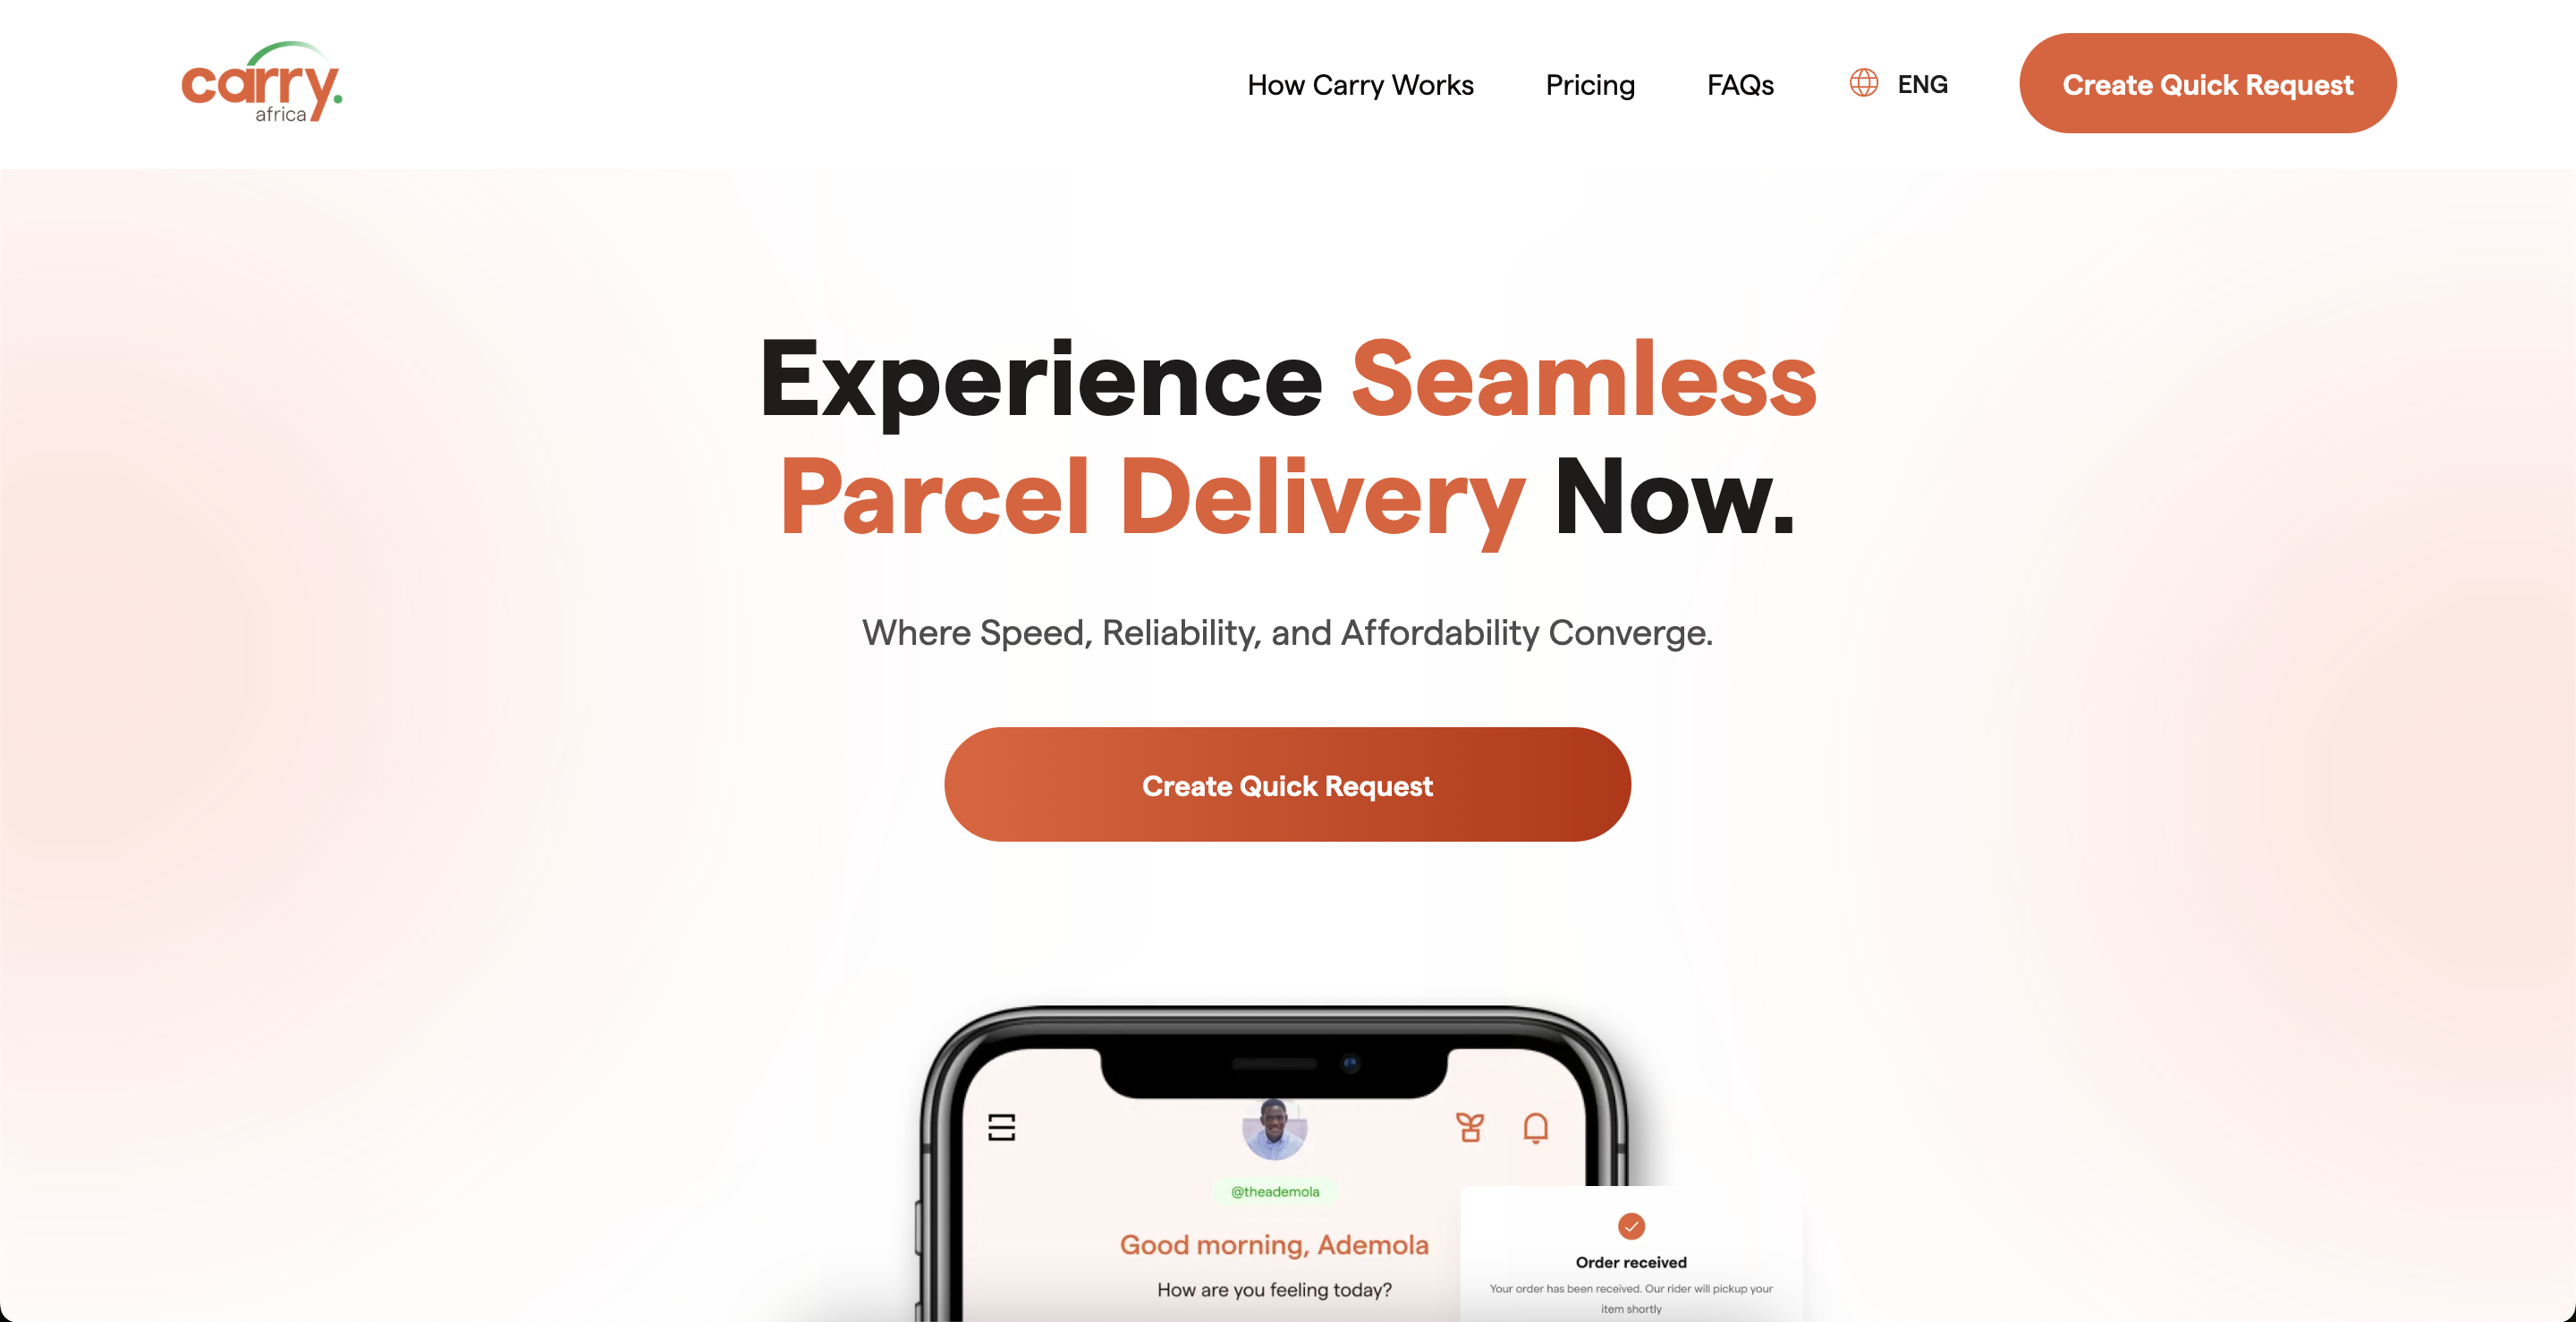 carry.
africa
How Carry Works
Pricing
FAQs
ENG
Create Quick Request
Experience Seamless
Parcel Delivery Now.
Where Speed, Reliability, and Affordability Converge.
Create Quick Request
@theademola
Good morning, Ademola
How are you feeling today?
Order received
Your order has been received. Our rider will pickup your
item shortly